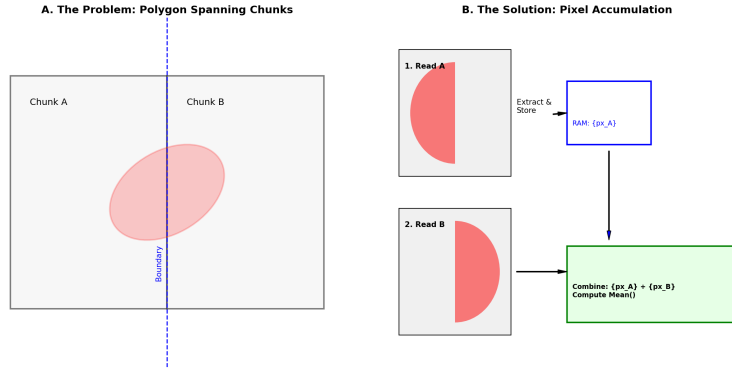 A. The Problem: Polygon Spanning Chunks
Chunk A
Chunk B
Boundary
B. The Solution: Pixel Accumulation
1. Read A
Extract &
Store
RAM: {px_A}
2. Read B
Combine: {px_A} + {px_B}
Compute Mean()